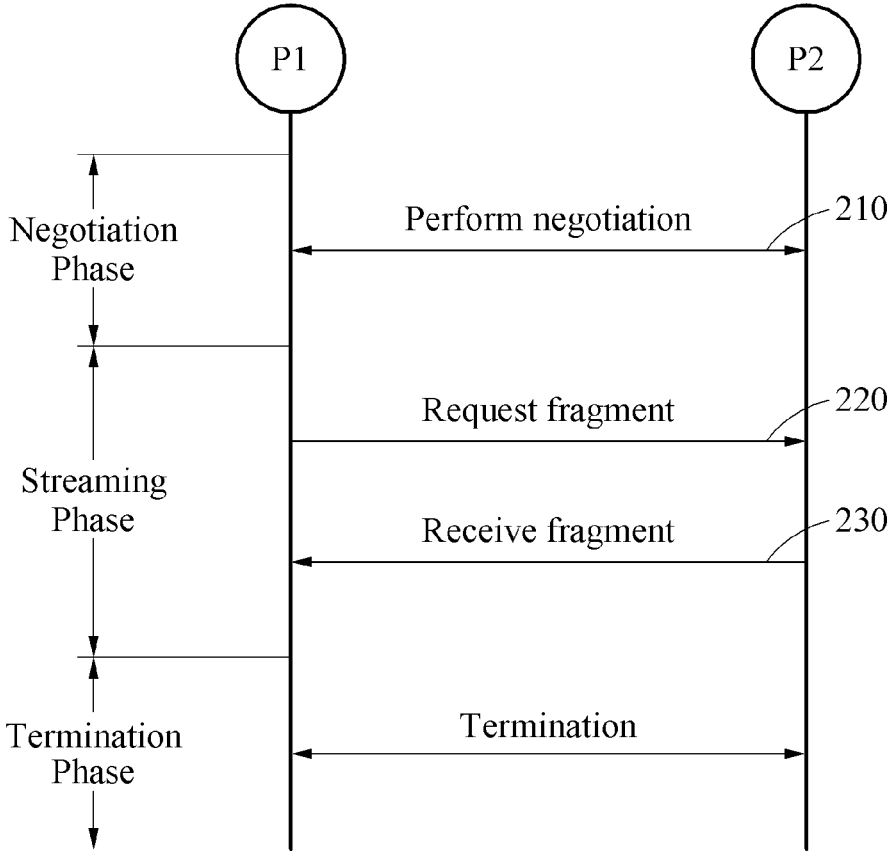 P1
P2
Negotiation
Phase
Perform negotiation
210
Request fragment
220
Streaming
Phase
Receive fragment
230
Termination
Phase
Termination